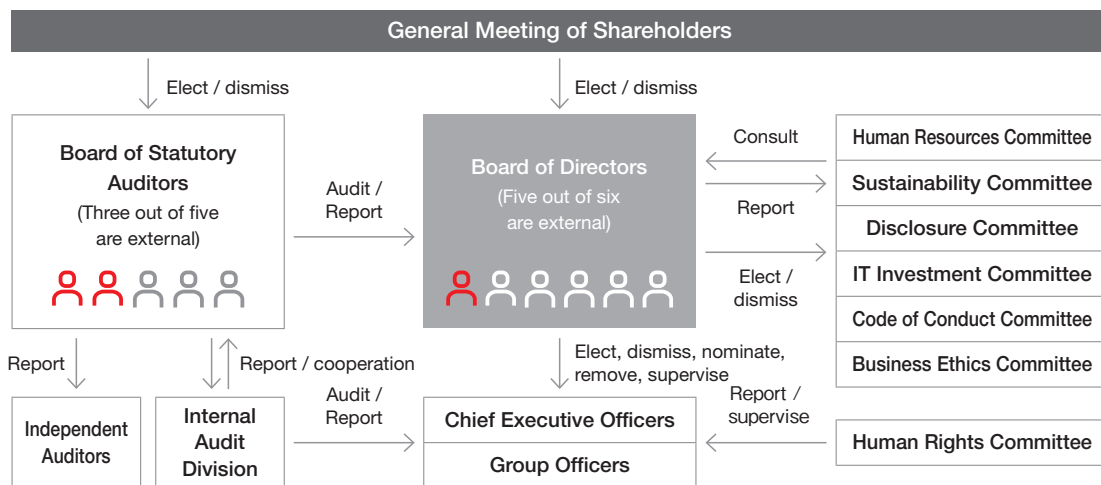 General Meeting of Shareholders
Elect / dismiss
Elect / dismiss
Board of Statutory
Auditors
(Three out of five
are external)
Audit /
Report
Board of Directors
(Five out of six
are external)
Consult
Report
Elect /
dismiss
Human Resources Committee
Sustainability Committee
Disclosure Committee
IT Investment Committee
Code of Conduct Committee
Business Ethics Committee
Report
Report / cooperation
Elect, dismiss, nominate,
remove, supervise
Independent
Auditors
Internal
Audit
Division
Audit /
Report
Chief Executive Officers
Group Officers
Report /
supervise
Human Rights Committee